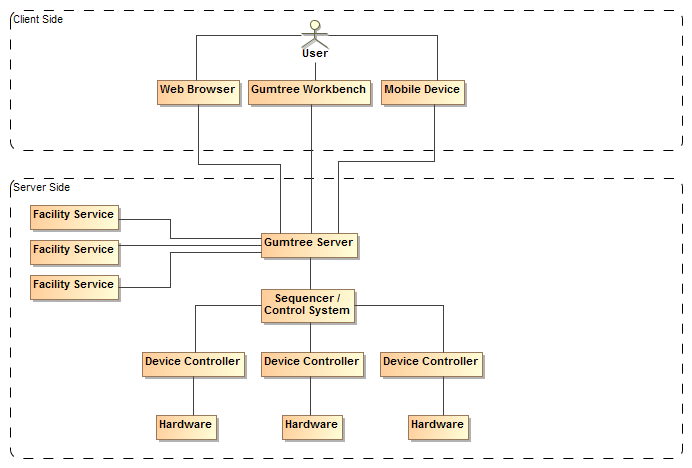 Client Side
User
Web Browser
Gumtree Workbench
Mobile Device
Server Side
Facility Service
Facility Service
Facility Service
Gumtree Server
Sequencer /
Control System
Device Controller
Device Controller
Device Controller
Hardware
Hardware
Hardware